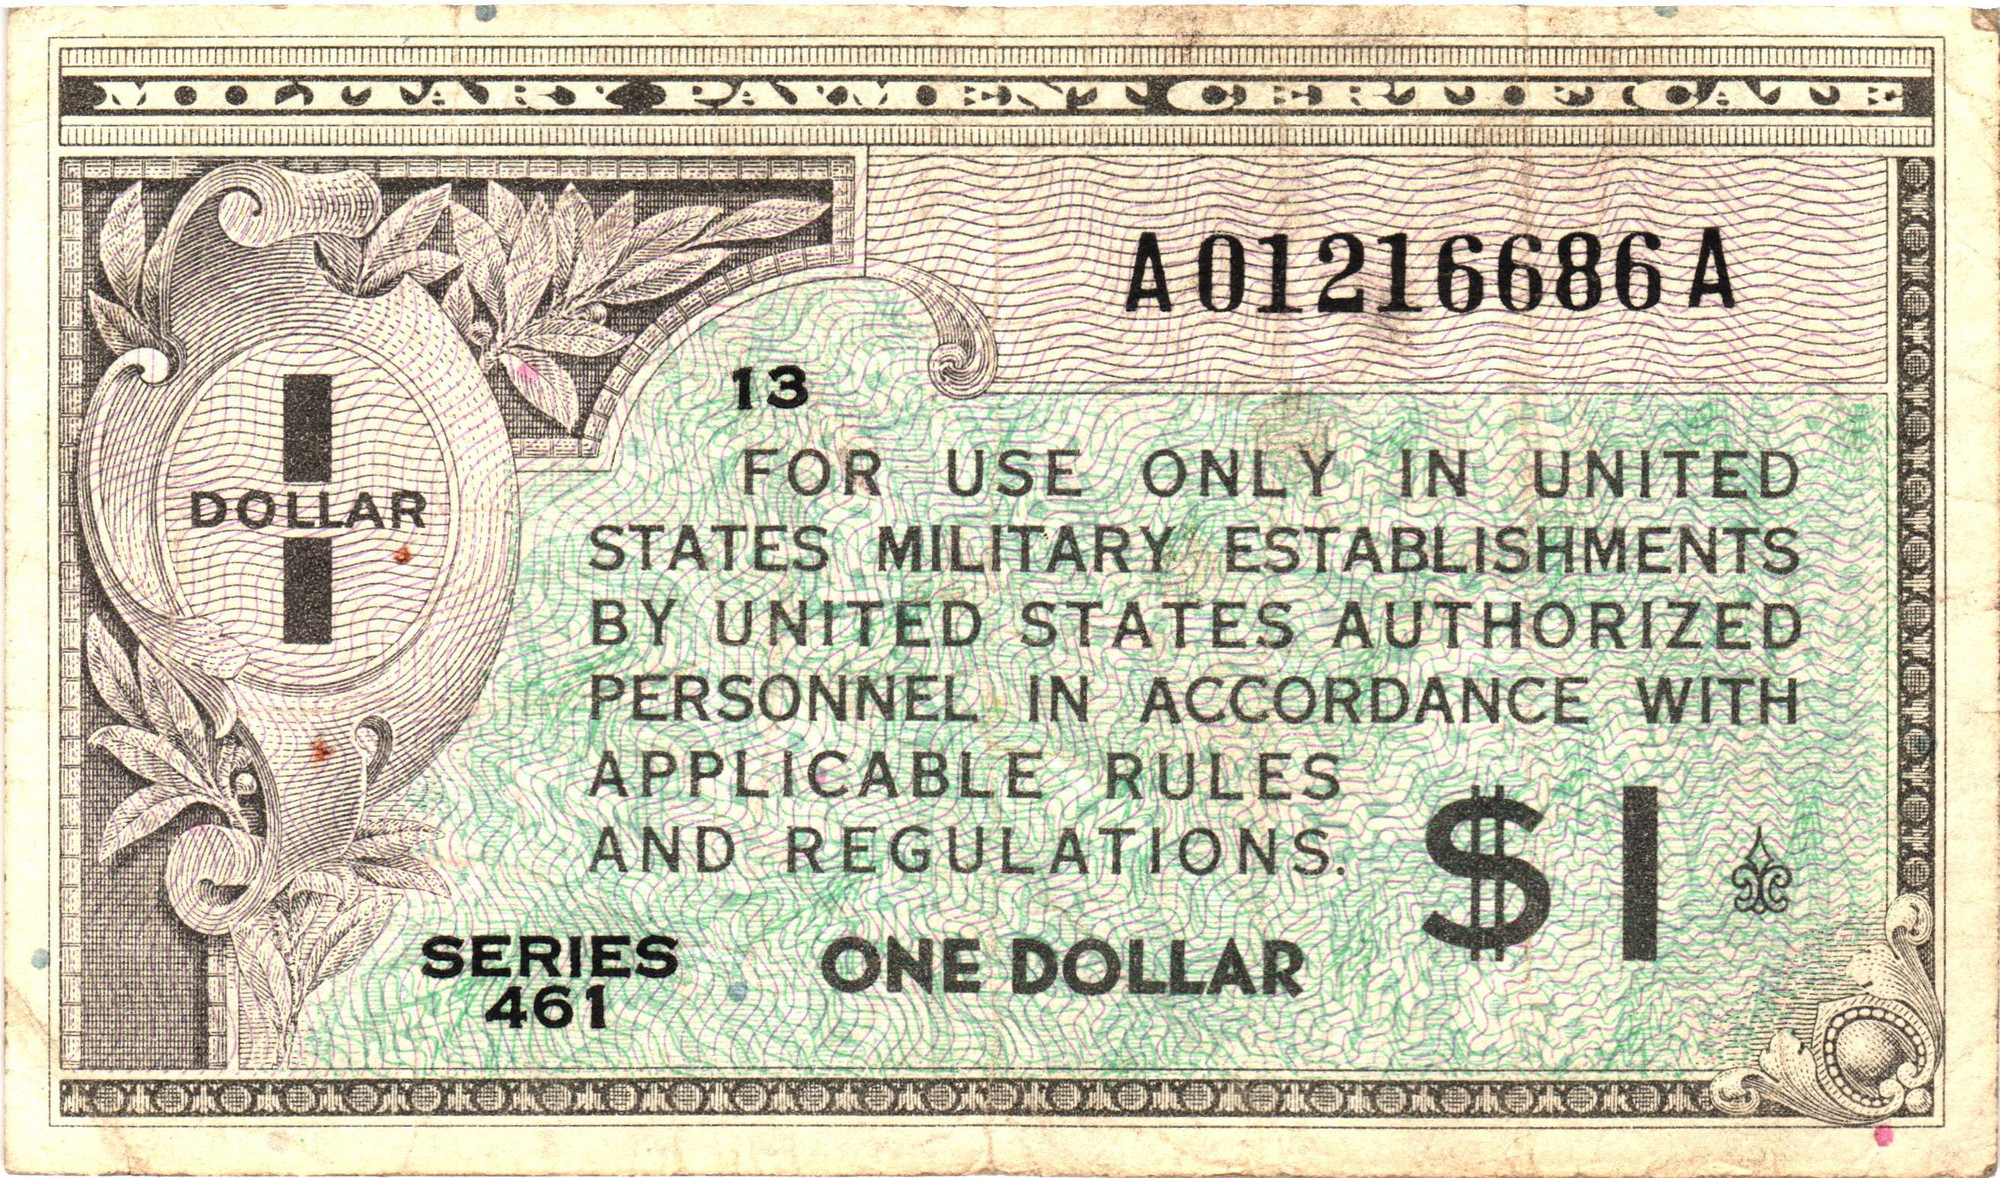 MILITARY PAYMENT CERTIFICATE
A01216686A
13
1
DOLLAR
FOR USE ONLY IN UNITED
STATES MILITARY ESTABLISHMENTS
BY UNITED STATES AUTHORIZED
PERSONNEL IN ACCORDANCE WITH
APPLICABLE RULES
AND REGULATIONS.
$1
SERIES
461
ONE DOLLAR